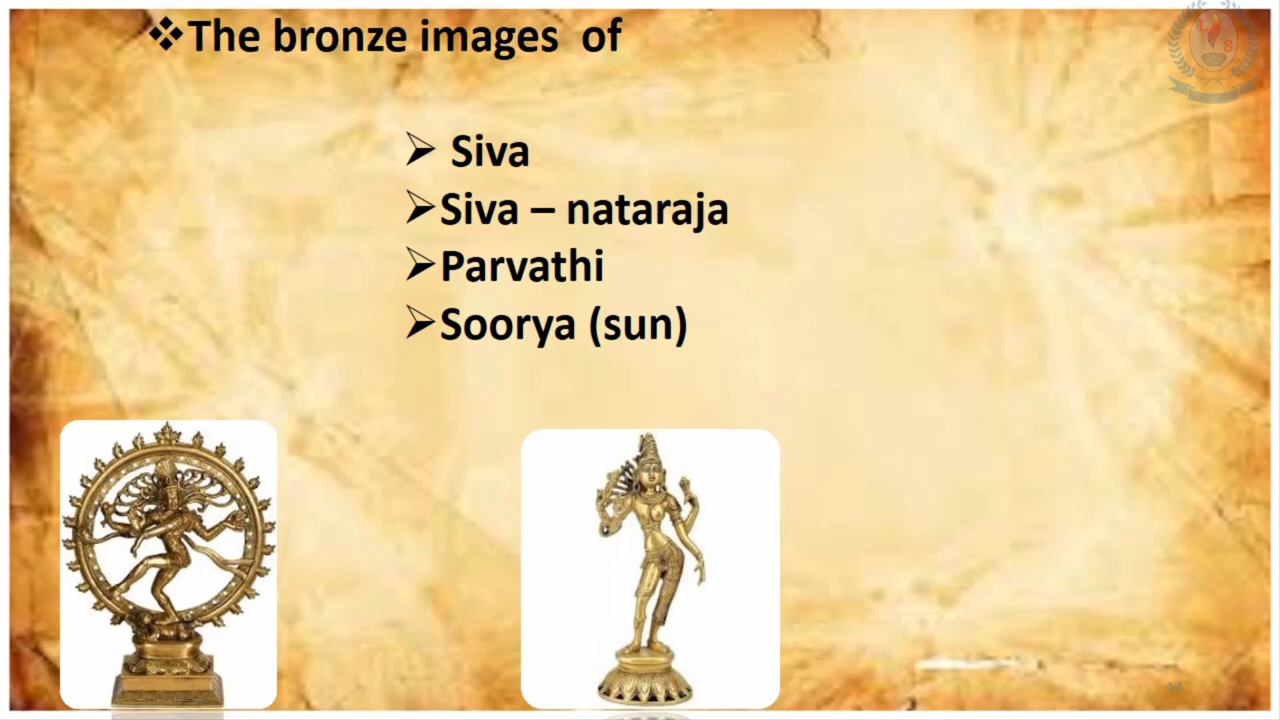 ❖The bronze images of
➢ Siva
➢Siva – nataraja
➢Parvathi
➢Soorya (sun)